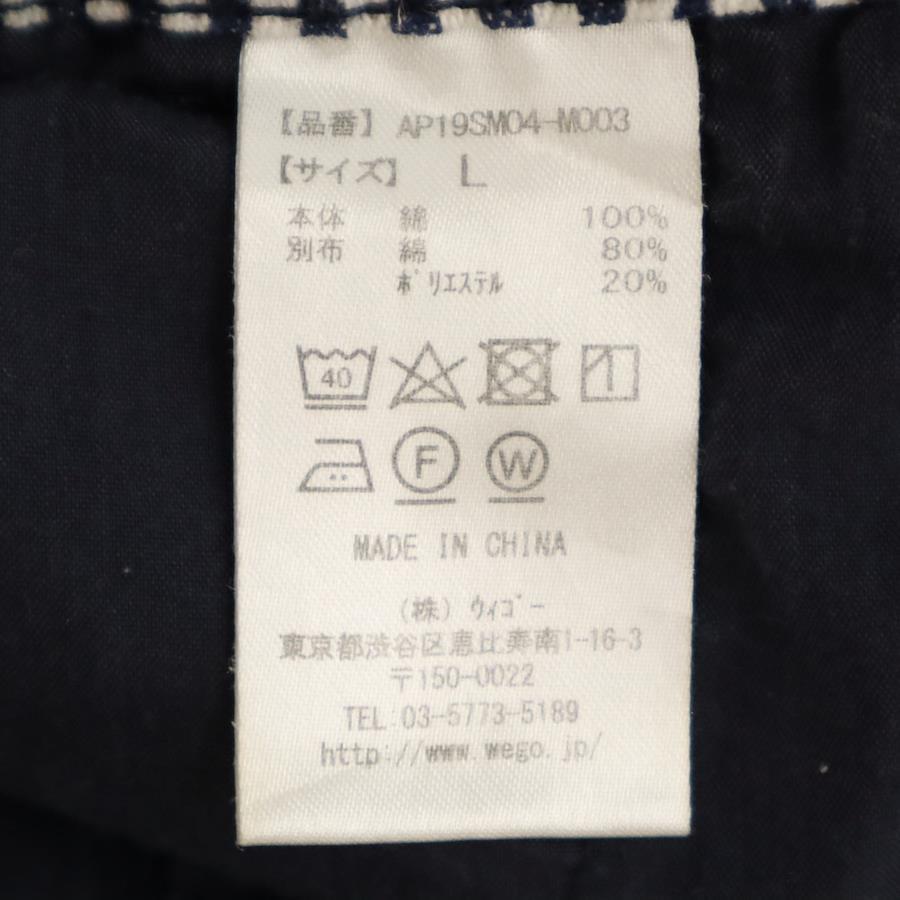 【品番】 AP19SM04-M003
【サイズ】 L
本体 綿 100%
別布 綿 80%
ﾎﾟﾘｴｽﾃﾙ 20%
40
F W
MADE IN CHINA
(株) ｳｨｺﾞｰ
東京都渋谷区恵比寿南1-16-3
〒150-0022
TEL:03-5773-5189
http://www.wego.jp/